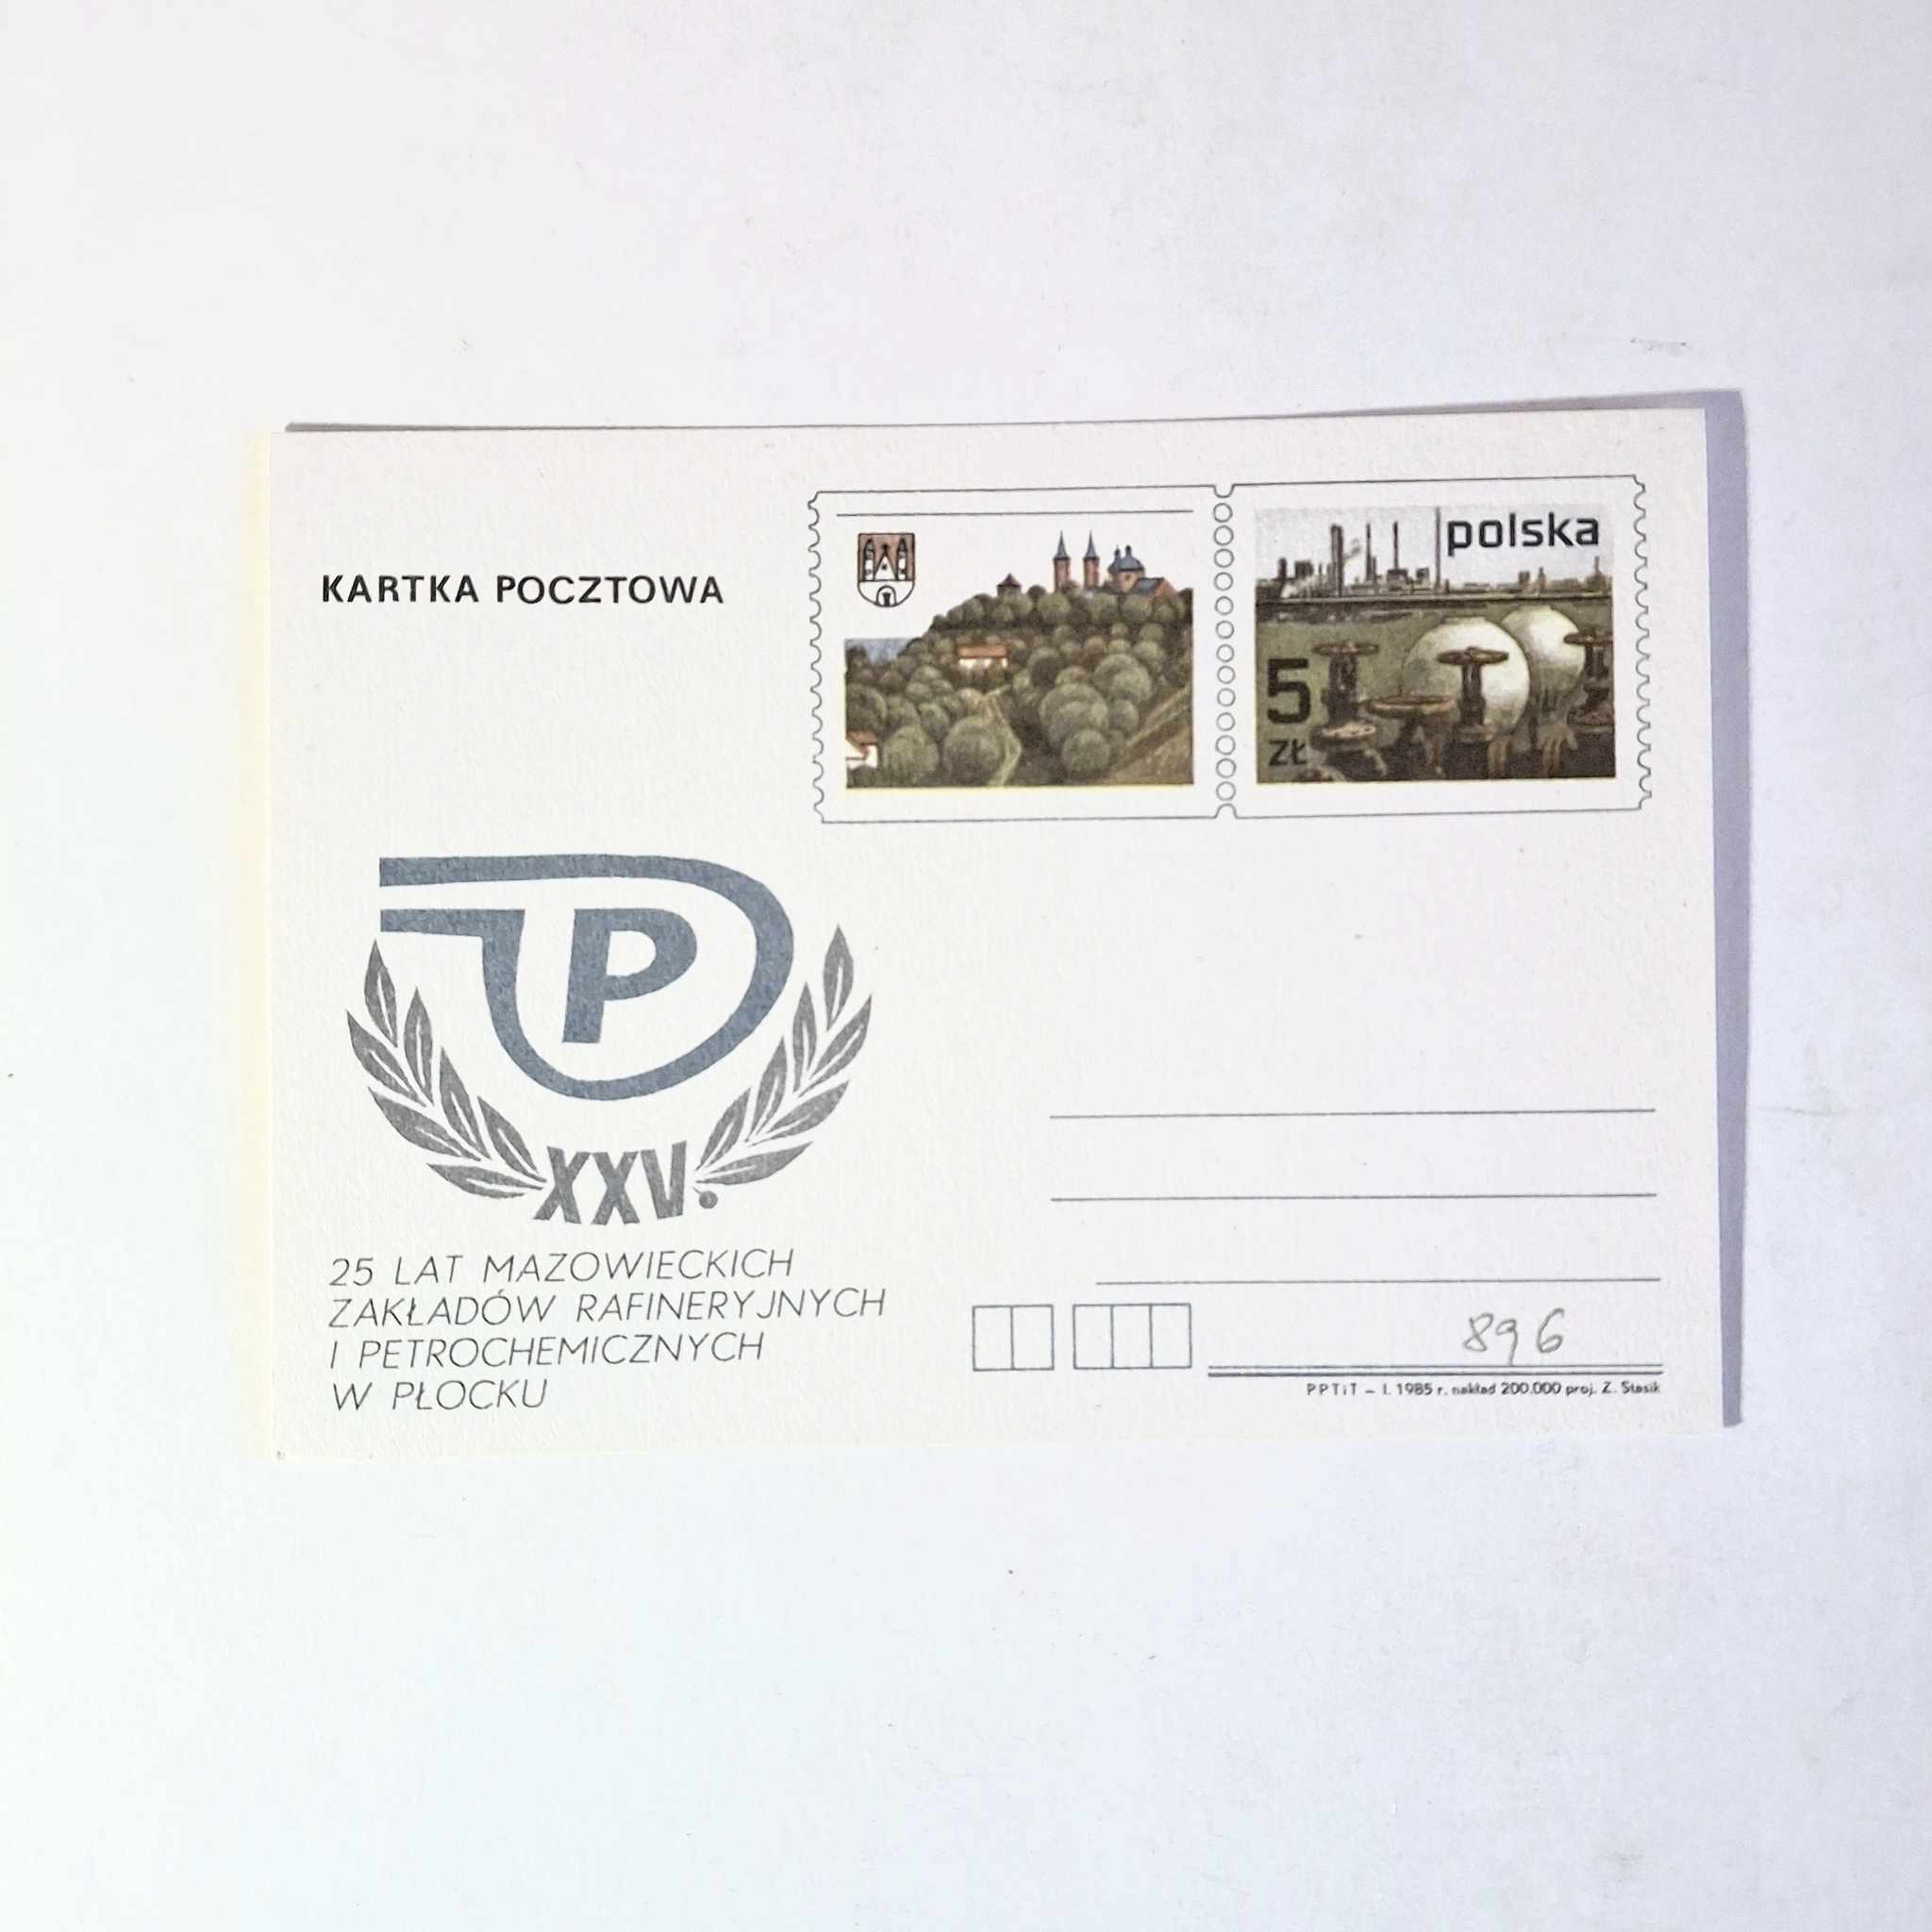 KARTKA POCZTOWA
polska
5
ZŁ
P
XXV.
25 LAT MAZOWIECKICH
ZAKŁADÓW RAFINERYJNYCH
I PETROCHEMICZNYCH
W PŁOCKU
896
PPTiT – I. 1985 r. nakład 200.000 proj. Z. Stasik